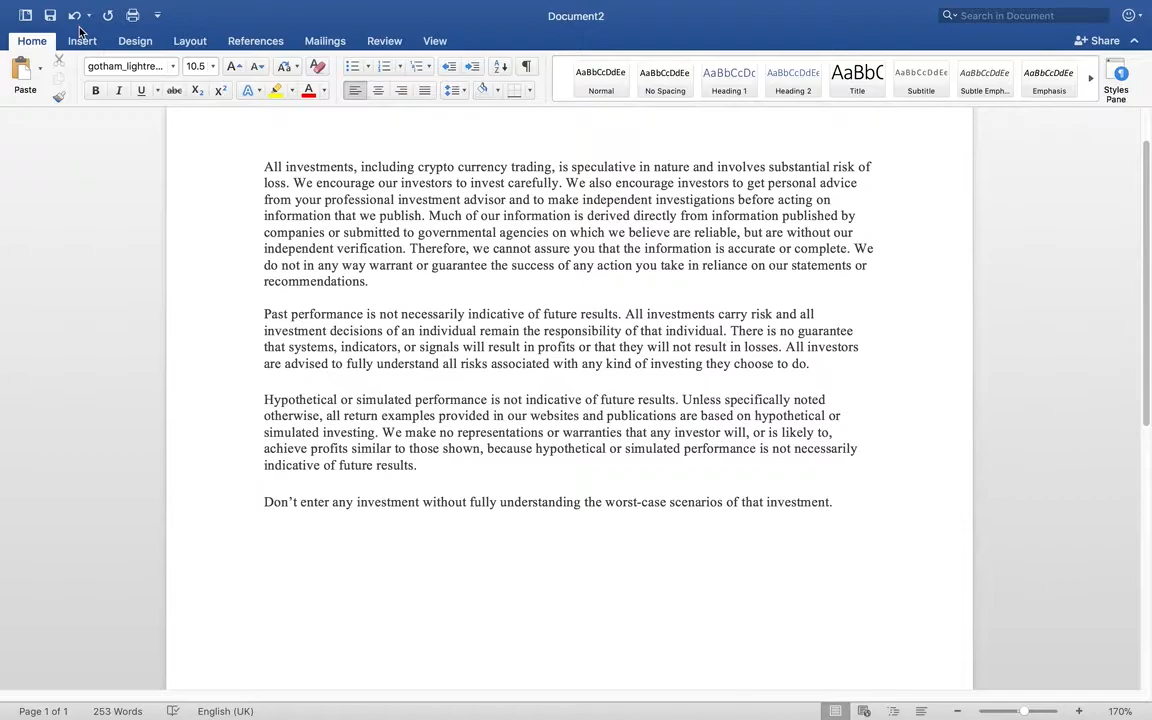 Document2
Search in Document
Home Insert Design Layout References Mailings Review View
Share
Paste
gotham_lightre... 10.5
AaBbCcDdEe AaBbCcDdEe AaBbCcDc AaBbCcDdEe AaBbC AaBbCcDdEe AaBbCcDdEe AaBbCcDdEe
Normal No Spacing Heading 1 Heading 2 Title Subtitle Subtle Emph... Emphasis
Styles
Pane
All investments, including crypto currency trading, is speculative in nature and involves substantial risk of
loss. We encourage our investors to invest carefully. We also encourage investors to get personal advice
from your professional investment advisor and to make independent investigations before acting on
information that we publish. Much of our information is derived directly from information published by
companies or submitted to governmental agencies on which we believe are reliable, but are without our
independent verification. Therefore, we cannot assure you that the information is accurate or complete. We
do not in any way warrant or guarantee the success of any action you take in reliance on our statements or
recommendations.
Past performance is not necessarily indicative of future results. All investments carry risk and all
investment decisions of an individual remain the responsibility of that individual. There is no guarantee
that systems, indicators, or signals will result in profits or that they will not result in losses. All investors
are advised to fully understand all risks associated with any kind of investing they choose to do.
Hypothetical or simulated performance is not indicative of future results. Unless specifically noted
otherwise, all return examples provided in our websites and publications are based on hypothetical or
simulated investing. We make no representations or warranties that any investor will, or is likely to,
achieve profits similar to those shown, because hypothetical or simulated performance is not necessarily
indicative of future results.
Don’t enter any investment without fully understanding the worst-case scenarios of that investment.
Page 1 of 1 253 Words English (UK) 170%